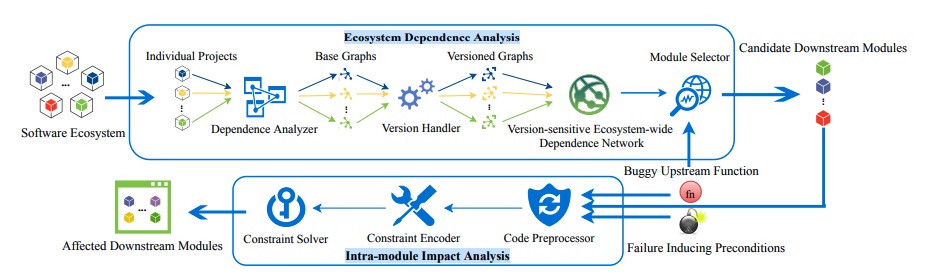 Ecosystem Dependence Analysis
Individual Projects
Base Graphs
Versioned Graphs
Module Selector
Candidate Downstream Modules
...
Software Ecosystem
Dependence Analyzer
Version Handler
Version-sensitive Ecosystem-wide
Dependence Network
Buggy Upstream Function
fn
...
Affected Downstream Modules
Constraint Solver
Constraint Encoder
Code Preprocessor
Failure Inducing Preconditions
Intra-module Impact Analysis